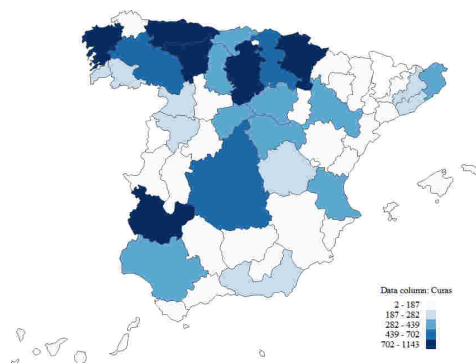 Data column: Curas
2 - 187
187 - 282
282 - 439
439 - 702
702 - 1143